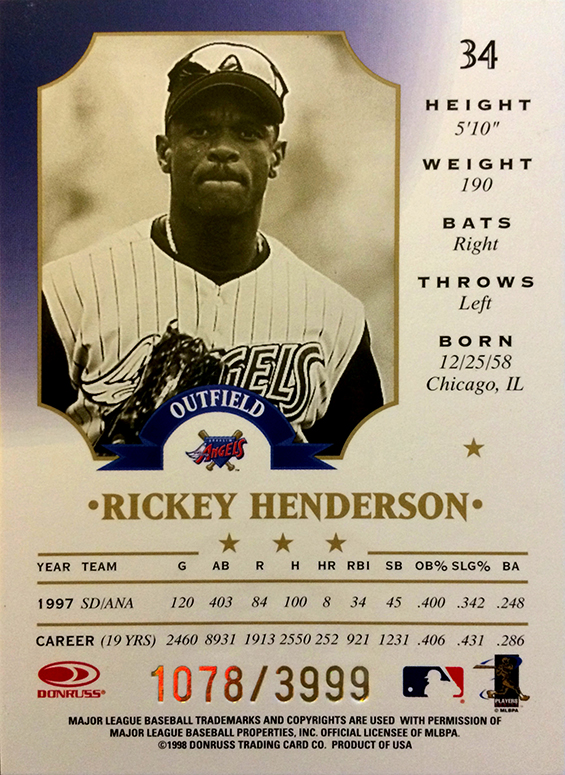 34
HEIGHT
5'10"
WEIGHT
190
BATS
Right
THROWS
Left
BORN
12/25/58
Chicago, IL
A
ANGELS
OUTFIELD
ANGELS
•RICKEY HENDERSON•
YEAR TEAM G AB R H HR RBI SB OB% SLG% BA
1997 SD/ANA 120 403 84 100 8 34 45 .400 .342 .248
CAREER (19 YRS) 2460 8931 1913 2550 252 921 1231 .406 .431 .286
DONRUSS®
1078/3999
PLAYERS
© MLBPA
MAJOR LEAGUE BASEBALL TRADEMARKS AND COPYRIGHTS ARE USED WITH PERMISSION OF
MAJOR LEAGUE BASEBALL PROPERTIES, INC. OFFICIAL LICENSEE OF MLBPA.
©1998 DONRUSS TRADING CARD CO. PRODUCT OF USA